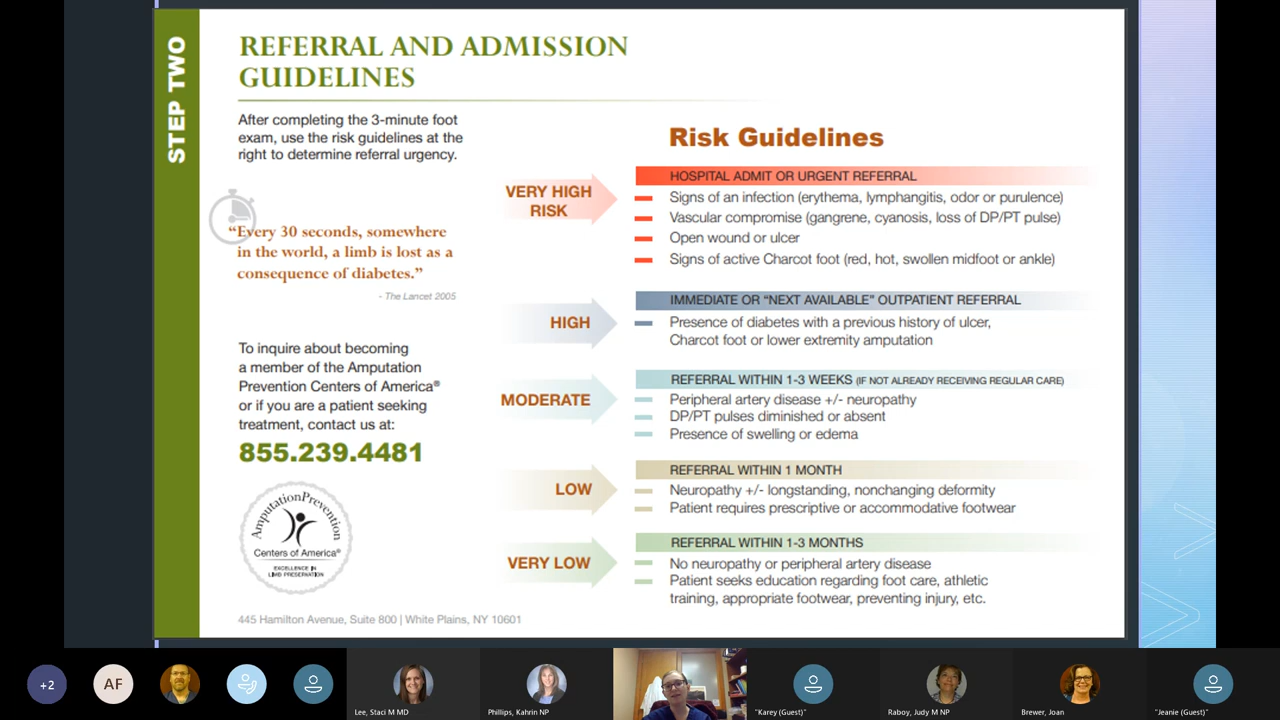 STEP TWO
REFERRAL AND ADMISSION
GUIDELINES
After completing the 3-minute foot
exam, use the risk guidelines at the
right to determine referral urgency.
“Every 30 seconds, somewhere
in the world, a limb is lost as a
consequence of diabetes.”
- The Lancet 2005
To inquire about becoming
a member of the Amputation
Prevention Centers of America®
or if you are a patient seeking
treatment, contact us at:
855.239.4481
AmputationPrevention
Centers of America®
EXCELLENCE IN
LIMB PRESERVATION
445 Hamilton Avenue, Suite 800 | White Plains, NY 10601
Risk Guidelines
VERY HIGH
RISK
HOSPITAL ADMIT OR URGENT REFERRAL
Signs of an infection (erythema, lymphangitis, odor or purulence)
Vascular compromise (gangrene, cyanosis, loss of DP/PT pulse)
Open wound or ulcer
Signs of active Charcot foot (red, hot, swollen midfoot or ankle)
HIGH
IMMEDIATE OR “NEXT AVAILABLE” OUTPATIENT REFERRAL
Presence of diabetes with a previous history of ulcer,
Charcot foot or lower extremity amputation
MODERATE
REFERRAL WITHIN 1-3 WEEKS (IF NOT ALREADY RECEIVING REGULAR CARE)
Peripheral artery disease +/- neuropathy
DP/PT pulses diminished or absent
Presence of swelling or edema
LOW
REFERRAL WITHIN 1 MONTH
Neuropathy +/- longstanding, nonchanging deformity
Patient requires prescriptive or accommodative footwear
VERY LOW
REFERRAL WITHIN 1-3 MONTHS
No neuropathy or peripheral artery disease
Patient seeks education regarding foot care, athletic
training, appropriate footwear, preventing injury, etc.
+2
AF
Lee, Staci M MD
Phillips, Kahrin NP
"Karey (Guest)"
Raboy, Judy M NP
Brewer, Joan
"Jeanie (Guest)"